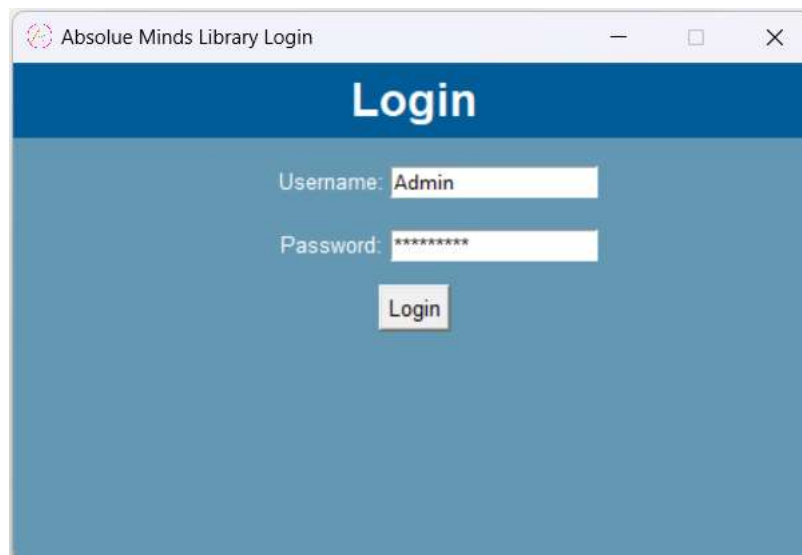 Absolue Minds Library Login
Login
Username: Admin
Password: *********
Login